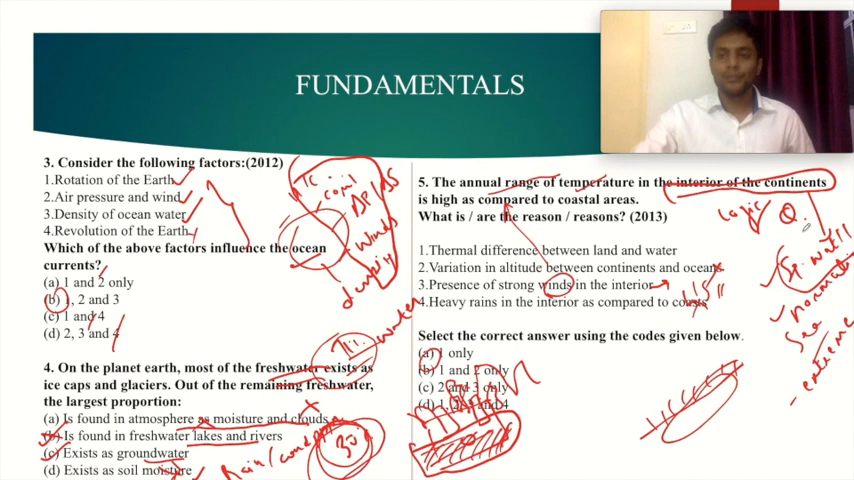 FUNDAMENTALS
3. Consider the following factors:(2012)
1.Rotation of the Earth
2.Air pressure and wind
3.Density of ocean water
4.Revolution of the Earth
Which of the above factors influence the ocean
currents?
(a) 1 and 2 only
(b) 1, 2 and 3
(c) 1 and 4
(d) 2, 3 and 4
4. On the planet earth, most of the freshwater exists as
ice caps and glaciers. Out of the remaining freshwater,
the largest proportion:
(a) Is found in atmosphere as moisture and clouds
(b) Is found in freshwater lakes and rivers
(c) Exists as groundwater
(d) Exists as soil moisture
winds
water
30
5. The annual range of temperature in the interior of the continents
is high as compared to coastal areas.
What is / are the reason / reasons? (2013)
1.Thermal difference between land and water
2.Variation in altitude between continents and oceans
3.Presence of strong winds in the interior
4.Heavy rains in the interior as compared to coasts
Select the correct answer using the codes given below.
(a) 1 only
(b) 1 and 2 only
(c) 2 and 3 only
(d) 1, 2, 3 and 4
logic Q.
Sea
extreme